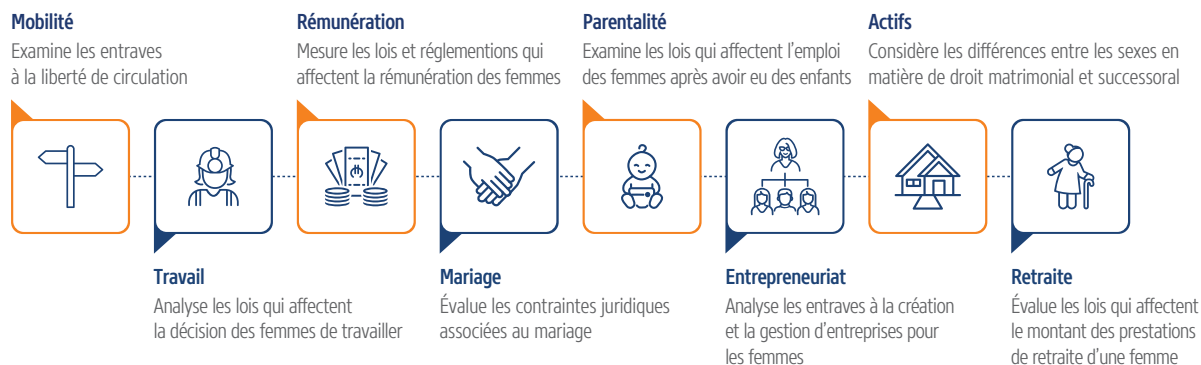 Mobilité
Examine les entraves
à la liberté de circulation
Rémunération
Mesure les lois et réglementions qui
affectent la rémunération des femmes
Parentalité
Examine les lois qui affectent l'emploi
des femmes après avoir eu des enfants
Actifs
Considère les différences entre les sexes en
matière de droit matrimonial et successoral
Travail
Analyse les lois qui affectent
la décision des femmes de travailler
Mariage
Évalue les contraintes juridiques
associées au mariage
Entrepreneuriat
Analyse les entraves à la création
et la gestion d'entreprises pour
les femmes
Retraite
Évalue les lois qui affectent
le montant des prestations
de retraite d'une femme